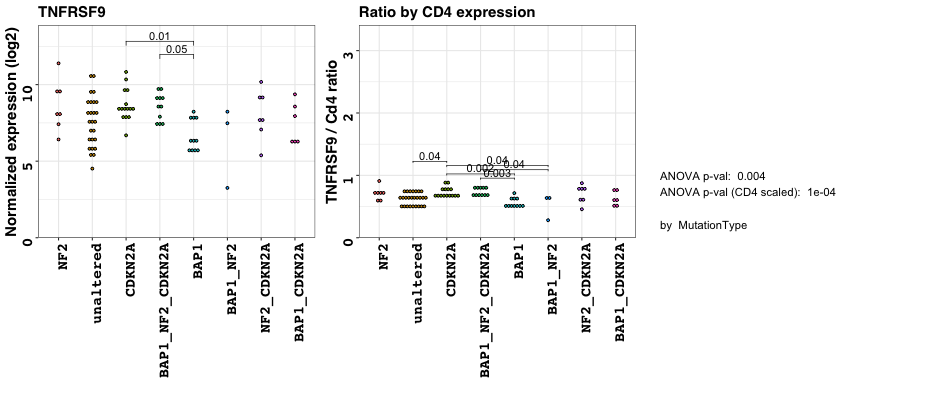 TNFRSF9
Normalized expression (log2)
0
5
10
0.01
0.05
NF2
unaltered
CDKN2A
BAP1_NF2_CDKN2A
BAP1
BAP1_NF2
NF2_CDKN2A
BAP1_CDKN2A
Ratio by CD4 expression
TNFRSF9 / Cd4 ratio
0
1
2
3
0.04
0.04
0.04
0.002
0.003
NF2
unaltered
CDKN2A
BAP1_NF2_CDKN2A
BAP1
BAP1_NF2
NF2_CDKN2A
BAP1_CDKN2A
ANOVA p-val: 0.004
ANOVA p-val (CD4 scaled): 1e-04
by MutationType